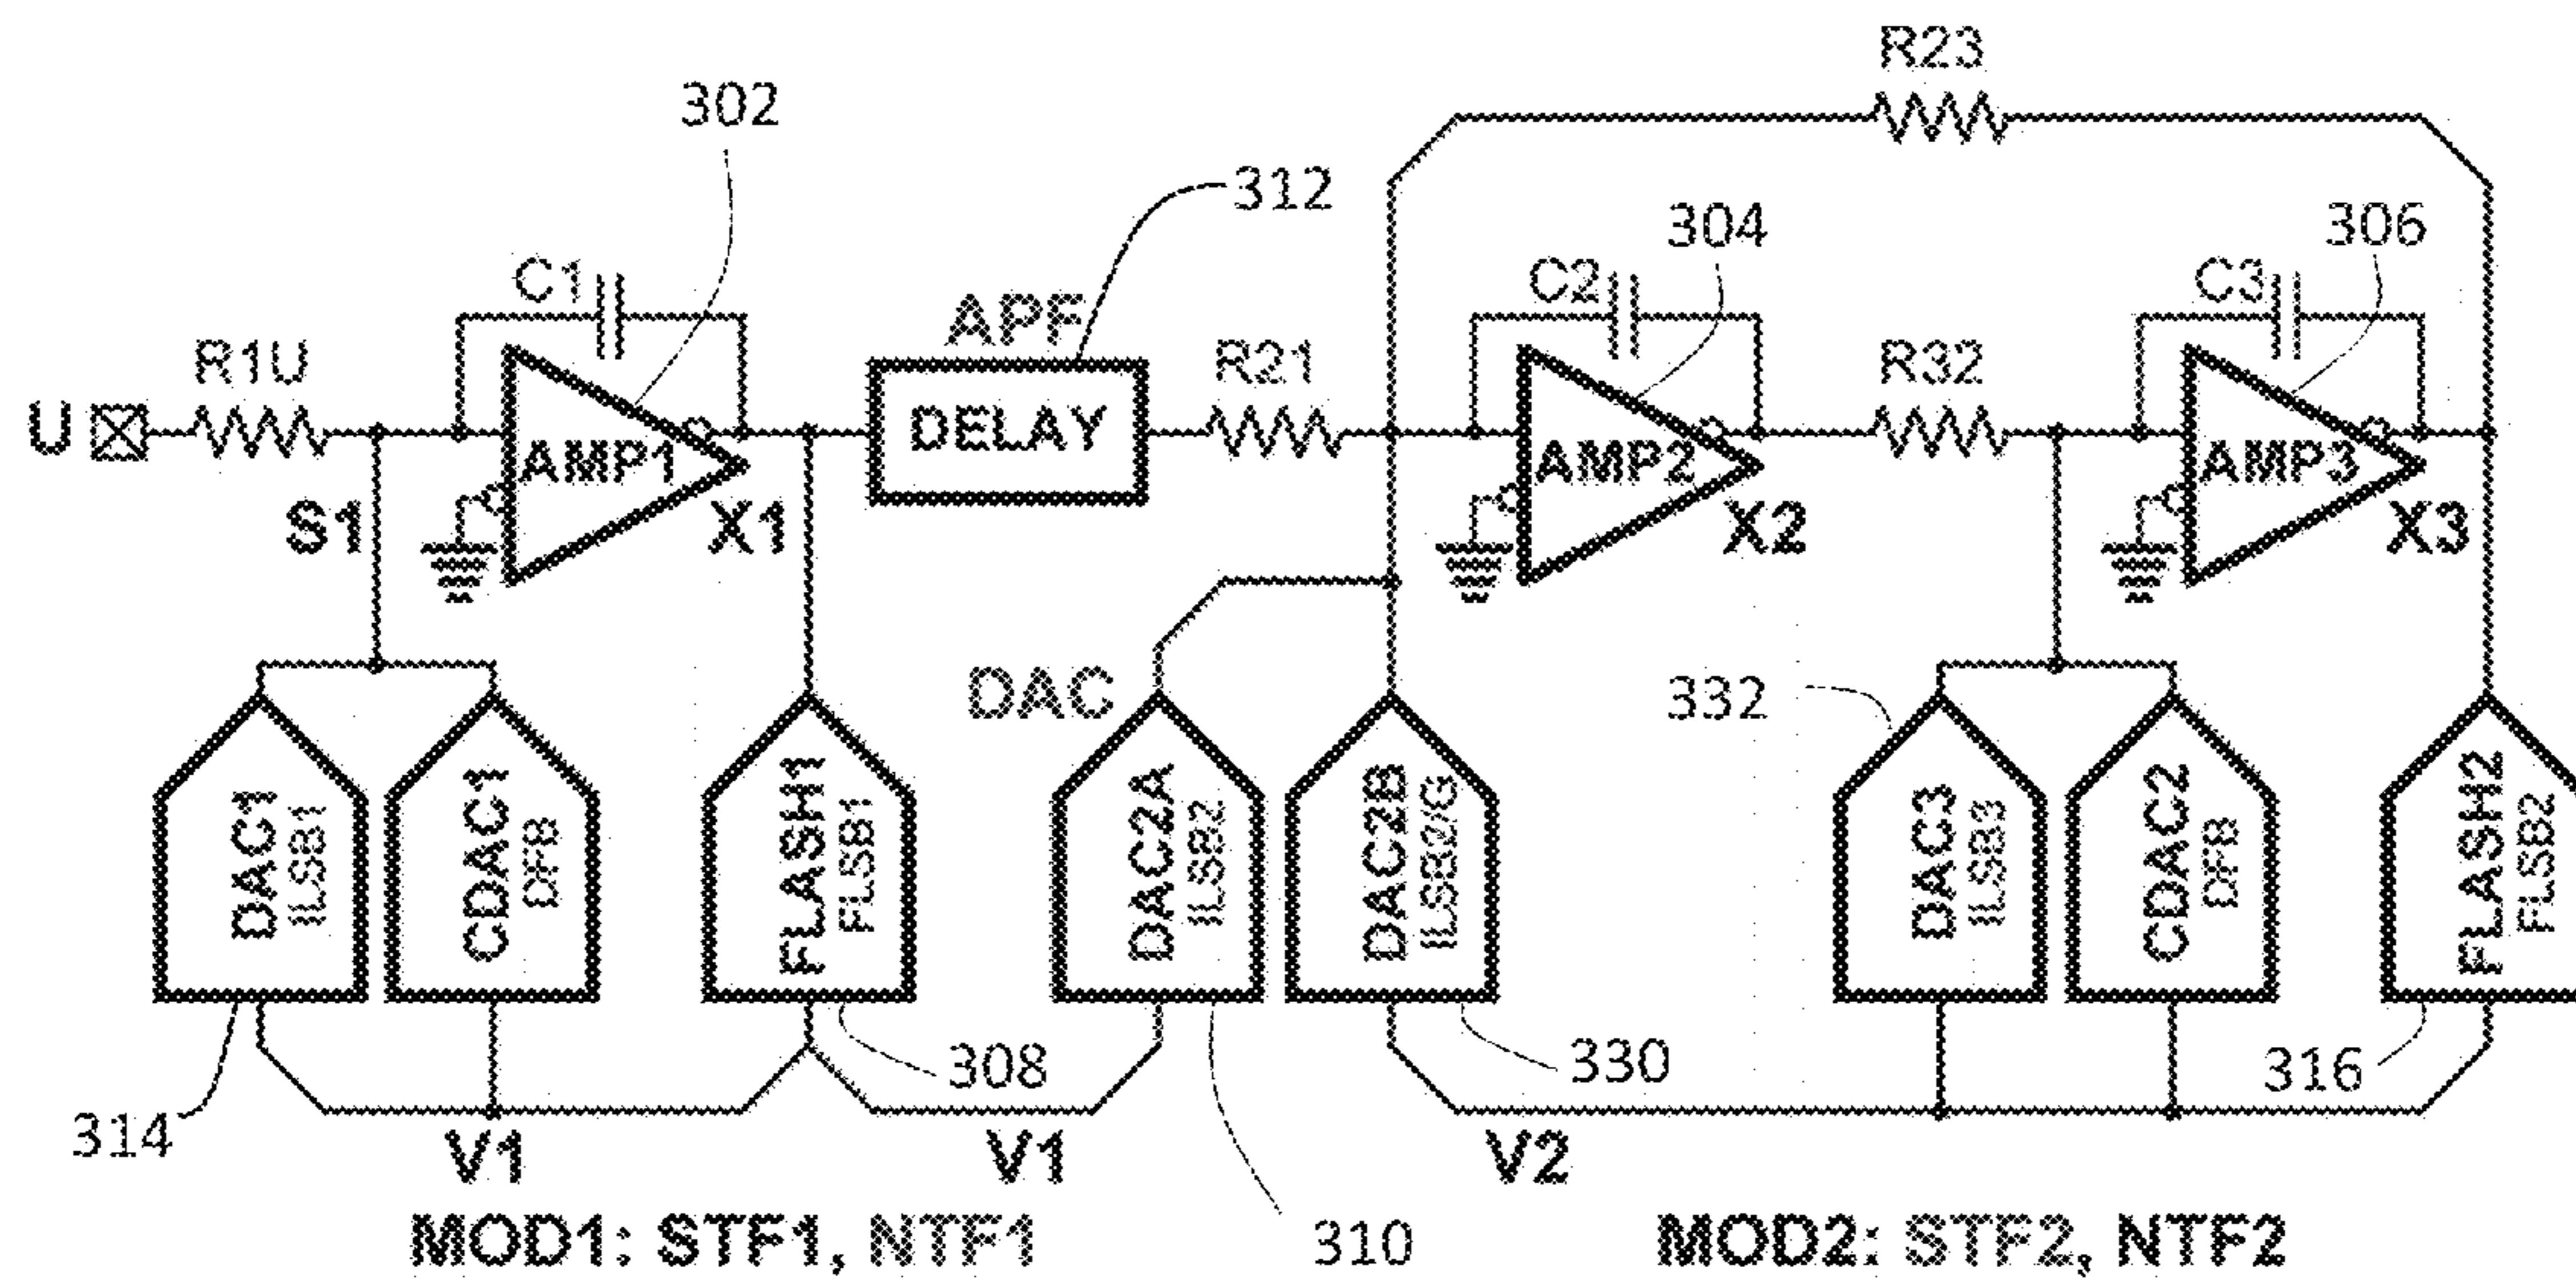 R23
302
312
304
306
C1
C2
C3
APF
R1U
R21
R32
U
DELAY
AMP1
AMP2
AMP3
S1
X1
X2
X3
DAC
332
DAC1
ILSB1
CDAC1
DFB
FLASH1
FLSB1
DAC2A
ILSB2
DAC2B
ILSB2/G
DAC3
ILSB3
CDAC2
DFB
FLASH2
FLSB2
308
330
316
314
V1
V1
V2
310
MOD1: STF1, NTF1
MOD2: STF2, NTF2